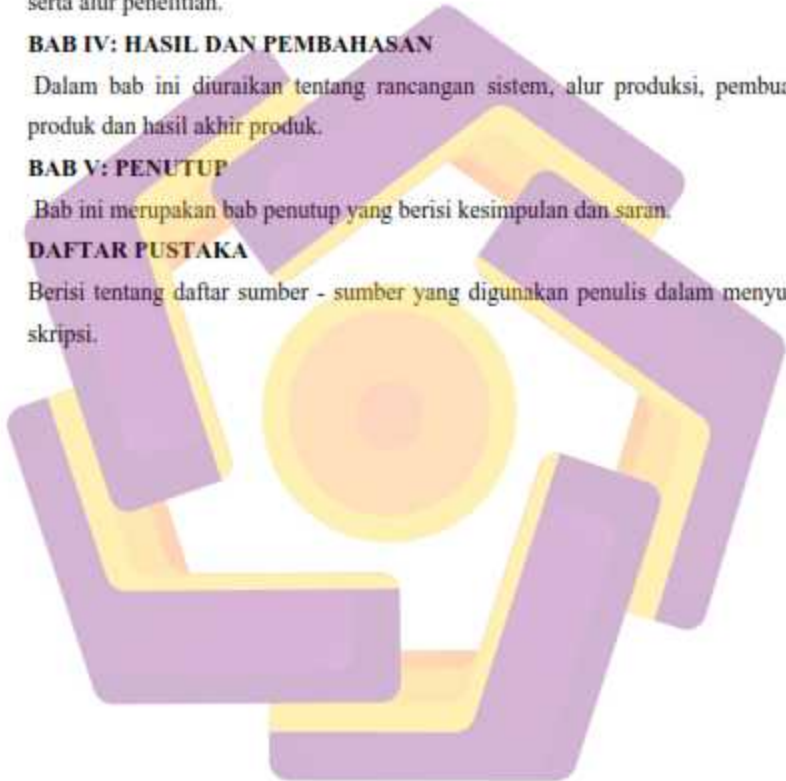 serta alur penelitian.
BAB IV: HASIL DAN PEMBAHASAN
Dalam bab ini diuraikan tentang rancangan sistem, alur produksi, pembua
produk dan hasil akhir produk.
BAB V: PENUTUP
Bab ini merupakan bab penutup yang berisi kesimpulan dan saran.
DAFTAR PUSTAKA
Berisi tentang daftar sumber - sumber yang digunakan penulis dalam menyu
skripsi.